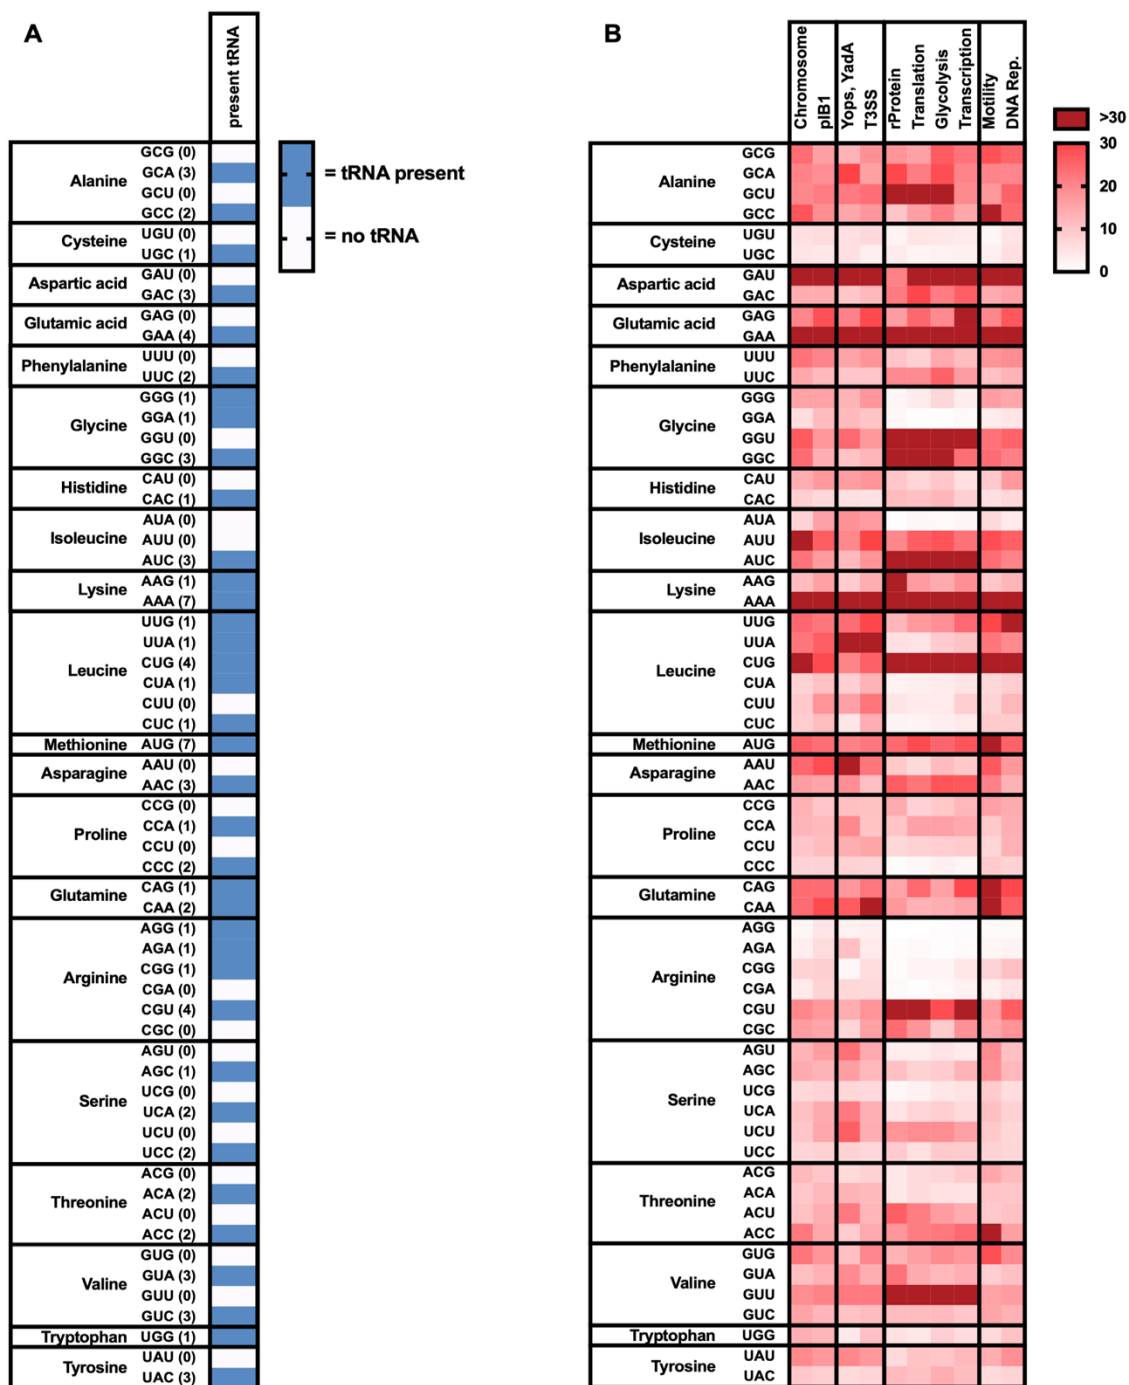 A
present tRNA
= tRNA present
= no tRNA
Alanine
GCG (0)
GCA (3)
GCU (0)
GCC (2)
Cysteine
UGU (0)
UGC (1)
Aspartic acid
GAU (0)
GAC (3)
Glutamic acid
GAG (0)
GAA (4)
Phenylalanine
UUU (0)
UUC (2)
Glycine
GGG (1)
GGA (1)
GGU (0)
GGC (3)
Histidine
CAU (0)
CAC (1)
Isoleucine
AUA (0)
AUU (0)
AUC (3)
Lysine
AAG (1)
AAA (7)
Leucine
UUG (1)
UUA (1)
CUG (4)
CUA (1)
CUU (0)
CUC (1)
Methionine
AUG (7)
Asparagine
AAU (0)
AAC (3)
Proline
CCG (0)
CCA (1)
CCU (0)
CCC (2)
Glutamine
CAG (1)
CAA (2)
Arginine
AGG (1)
AGA (1)
CGG (1)
CGA (0)
CGU (4)
CGC (0)
Serine
AGU (0)
AGC (1)
UCG (0)
UCA (2)
UCU (0)
UCC (2)
Threonine
ACG (0)
ACA (2)
ACU (0)
ACC (2)
Valine
GUG (0)
GUA (3)
GUU (0)
GUC (3)
Tryptophan
UGG (1)
Tyrosine
UAU (0)
UAC (3)
B
Chromosome
pIB1
Yops, YadA
T3SS
rProtein
Translation
Glycolysis
Transcription
Motility
DNA Rep.
>30
30
20
10
0
Alanine
GCG
GCA
GCU
GCC
Cysteine
UGU
UGC
Aspartic acid
GAU
GAC
Glutamic acid
GAG
GAA
Phenylalanine
UUU
UUC
Glycine
GGG
GGA
GGU
GGC
Histidine
CAU
CAC
Isoleucine
AUA
AUU
AUC
Lysine
AAG
AAA
Leucine
UUG
UUA
CUG
CUA
CUU
CUC
Methionine
AUG
Asparagine
AAU
AAC
Proline
CCG
CCA
CCU
CCC
Glutamine
CAG
CAA
Arginine
AGG
AGA
CGG
CGA
CGU
CGC
Serine
AGU
AGC
UCG
UCA
UCU
UCC
Threonine
ACG
ACA
ACU
ACC
Valine
GUG
GUA
GUU
GUC
Tryptophan
UGG
Tyrosine
UAU
UAC